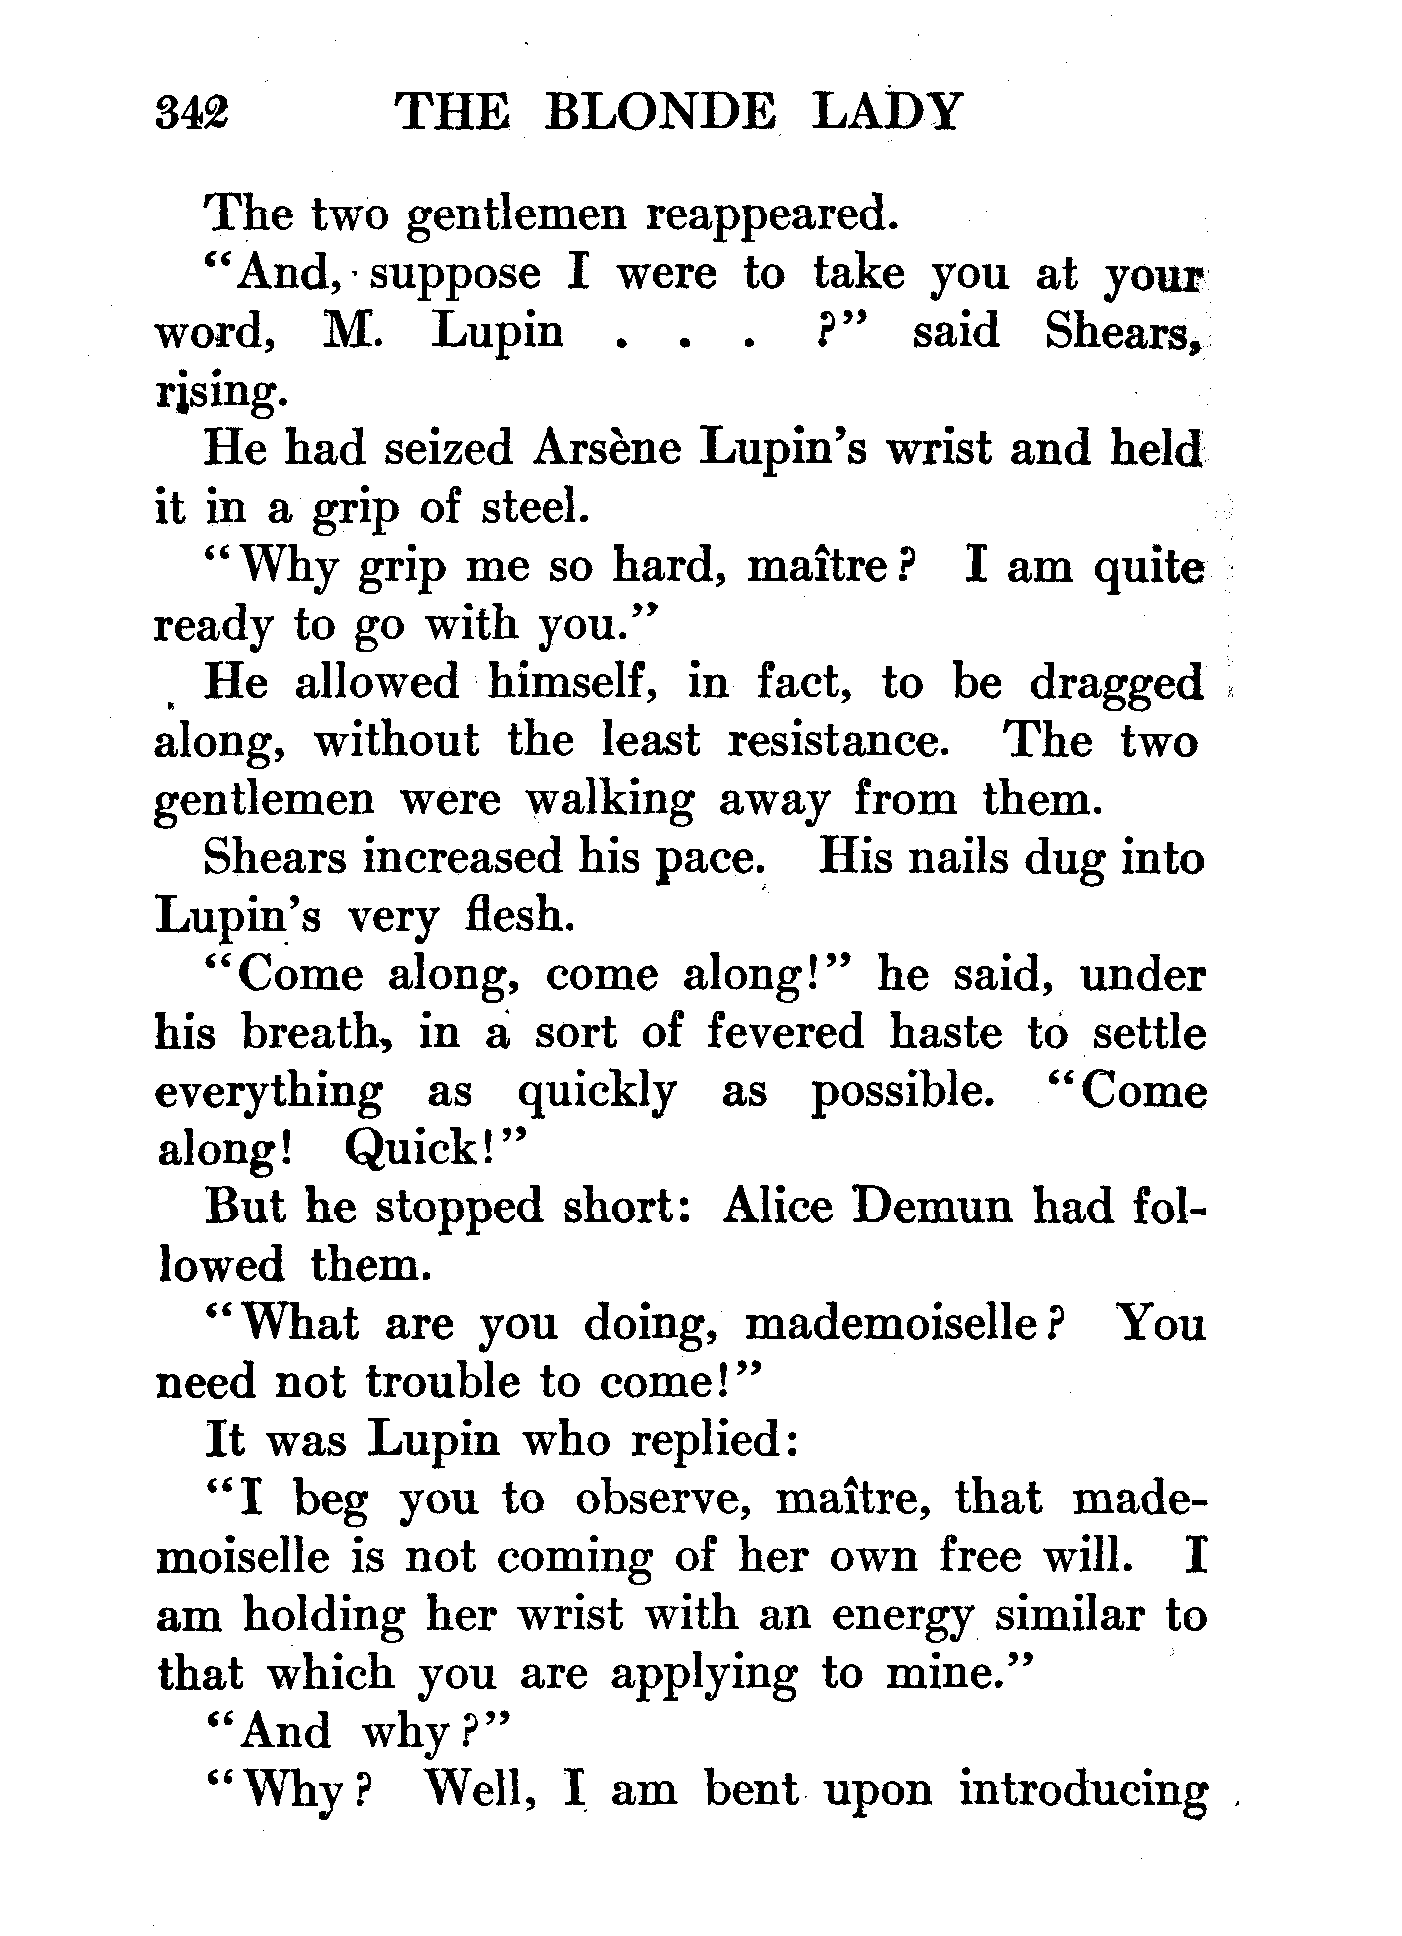 342 THE BLONDE LADY
The two gentlemen reappeared.
"And, suppose I were to take you at your
word, M. Lupin . . . ?" said Shears,
rising.
He had seized Arsène Lupin's wrist and held
it in a grip of steel.
"Why grip me so hard, maître? I am quite
ready to go with you."
He allowed himself, in fact, to be dragged
along, without the least resistance. The two
gentlemen were walking away from them.
Shears increased his pace. His nails dug into
Lupin's very flesh.
"Come along, come along!" he said, under
his breath, in a sort of fevered haste to settle
everything as quickly as possible. "Come
along! Quick!"
But he stopped short: Alice Demun had fol-
lowed them.
"What are you doing, mademoiselle? You
need not trouble to come!"
It was Lupin who replied:
"I beg you to observe, maître, that made-
moiselle is not coming of her own free will. I
am holding her wrist with an energy similar to
that which you are applying to mine."
"And why?"
"Why? Well, I am bent upon introducing